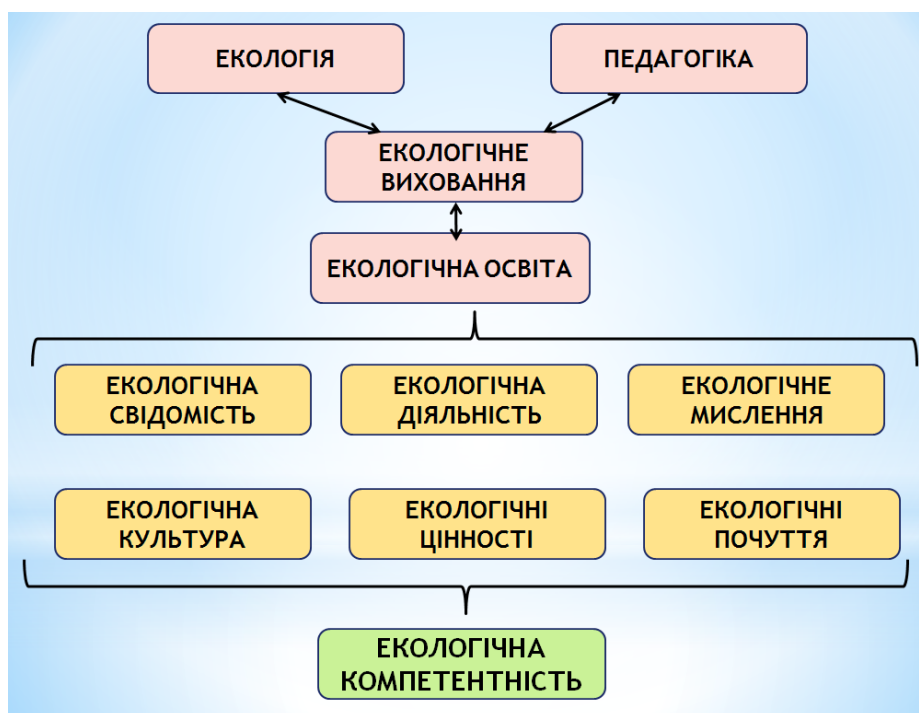 ЕКОЛОГІЯ
ПЕДАГОГІКА
ЕКОЛОГІЧНЕ
ВИХОВАННЯ
ЕКОЛОГІЧНА ОСВІТА
ЕКОЛОГІЧНА
СВІДОМІСТЬ
ЕКОЛОГІЧНА
ДІЯЛЬНІСТЬ
ЕКОЛОГІЧНЕ
МИСЛЕННЯ
ЕКОЛОГІЧНА
КУЛЬТУРА
ЕКОЛОГІЧНІ
ЦІННОСТІ
ЕКОЛОГІЧНІ
ПОЧУТТЯ
ЕКОЛОГІЧНА
КОМПЕТЕНТНІСТЬ